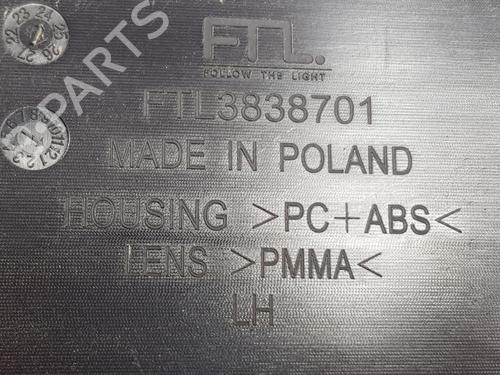 FTL.
FOLLOW THE LIGHT
FTL3838701
MADE IN POLAND
HOUSING >PC+ABS<
LENS >PMMA<
LH